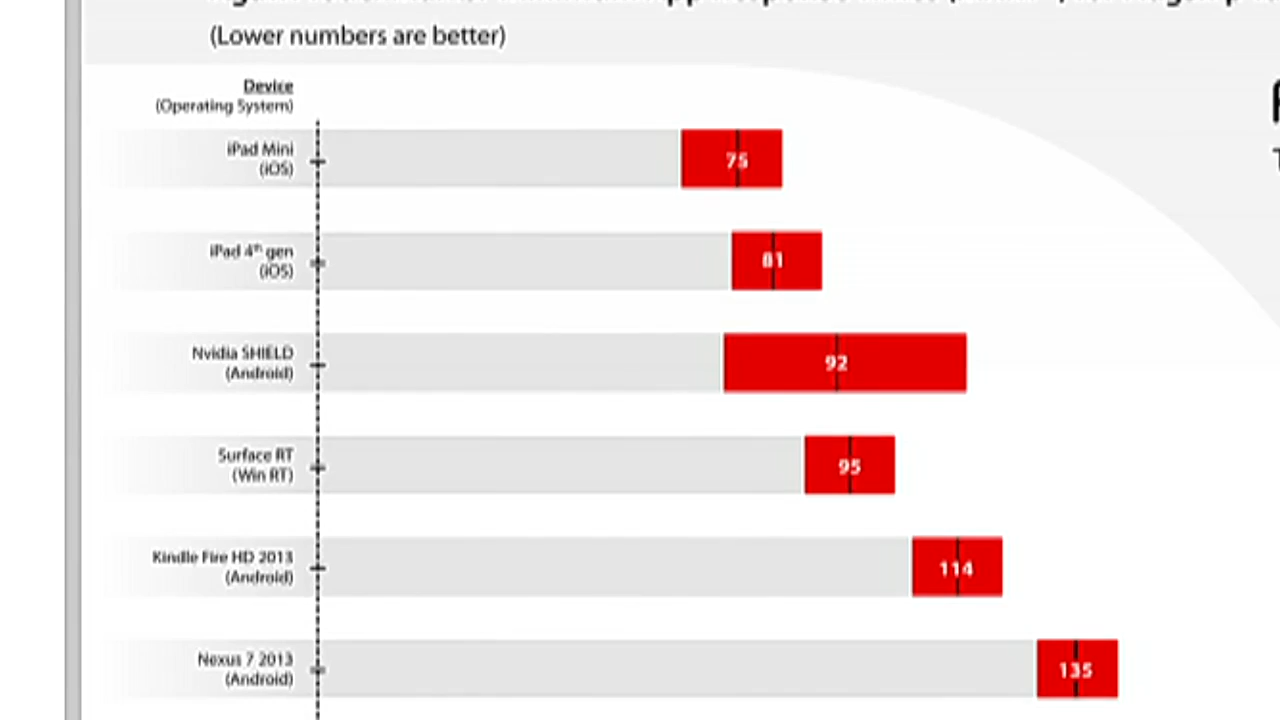 (Lower numbers are better)
Device
(Operating System)
iPad Mini
(iOS)
75
iPad 4th gen
(iOS)
81
Nvidia SHIELD
(Android)
92
Surface RT
(Win RT)
95
Kindle Fire HD 2013
(Android)
114
Nexus 7 2013
(Android)
135